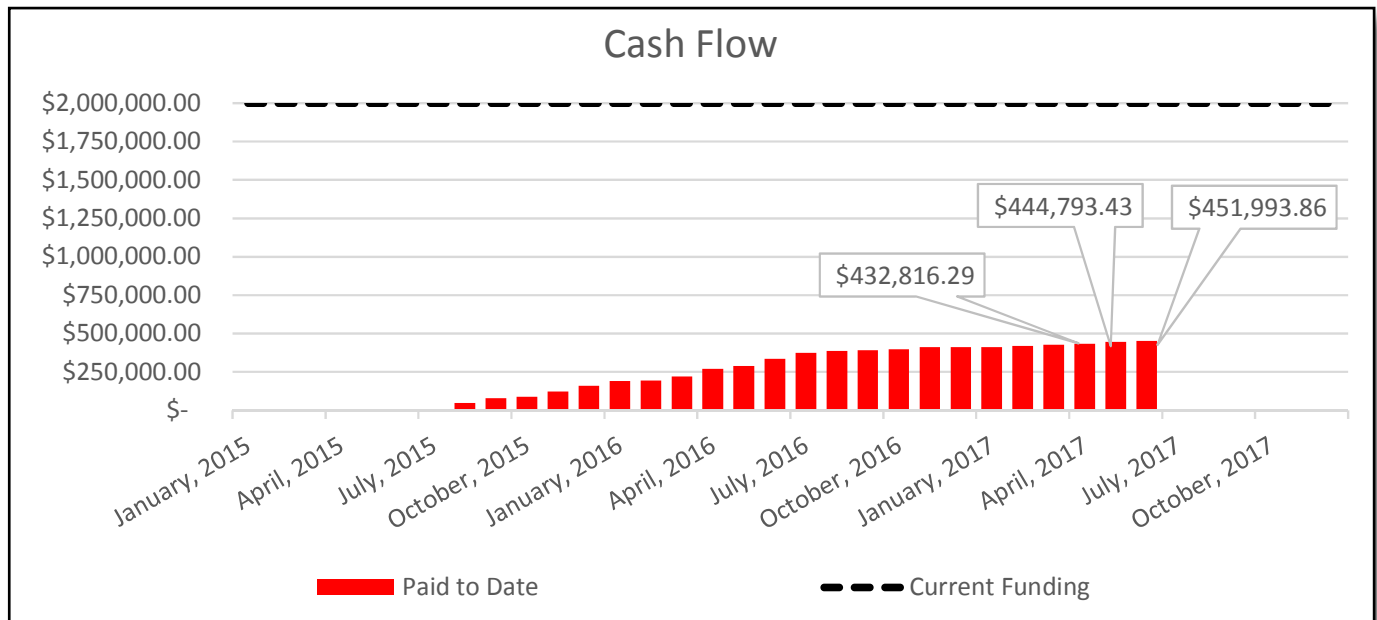 Cash Flow
$2,000,000.00
$1,750,000.00
$1,500,000.00
$1,250,000.00
$1,000,000.00
$750,000.00
$500,000.00
$250,000.00
$-
$444,793.43
$451,993.86
$432,816.29
January, 2015
April, 2015
July, 2015
October, 2015
January, 2016
April, 2016
July, 2016
October, 2016
January, 2017
April, 2017
July, 2017
October, 2017
Paid to Date
Current Funding